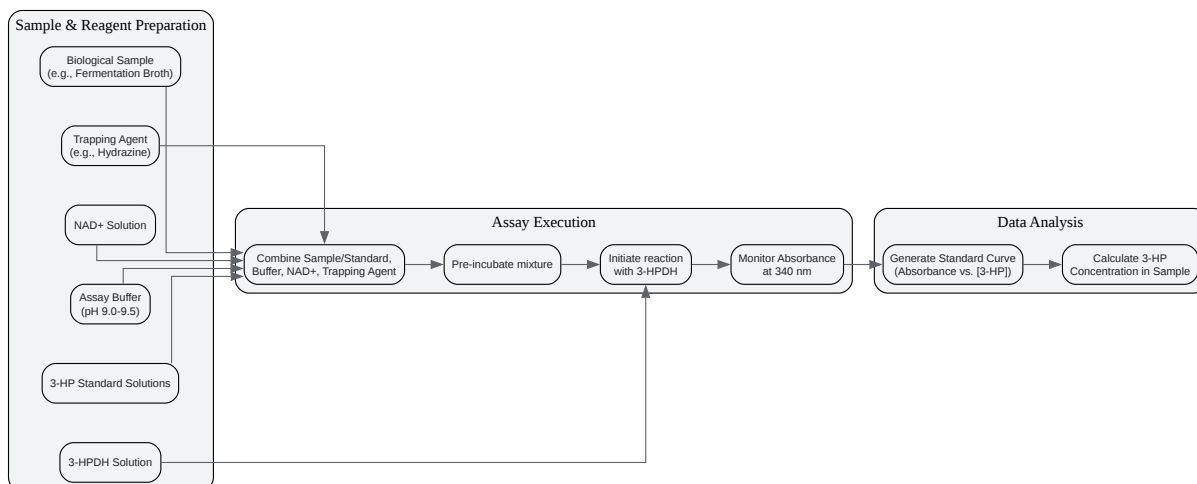 Sample & Reagent Preparation
Biological Sample
(e.g., Fermentation Broth)
Trapping Agent
(e.g., Hydrazine)
NAD+ Solution
Assay Buffer
(pH 9.0-9.5)
3-HP Standard Solutions
3-HPDH Solution
Assay Execution
Combine Sample/Standard,
Buffer, NAD+, Trapping Agent
Pre-incubate mixture
Initiate reaction
with 3-HPDH
Monitor Absorbance
at 340 nm
Data Analysis
Generate Standard Curve
(Absorbance vs. [3-HP])
Calculate 3-HP
Concentration in Sample